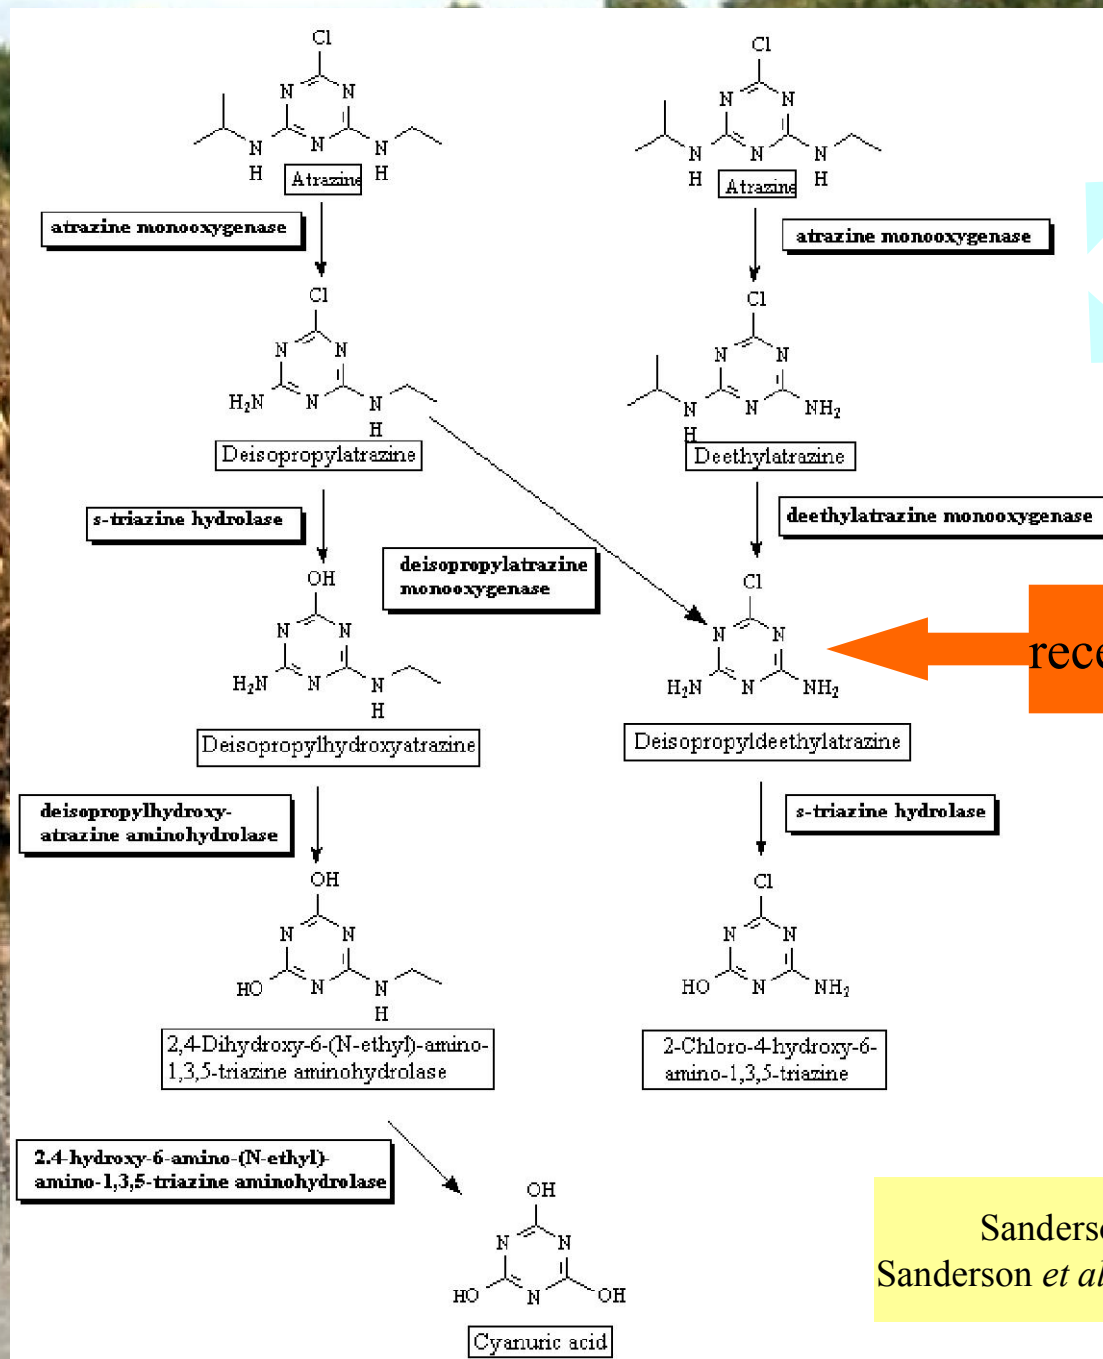 Cl
N N
N
N
H
N
H
Atrazine
Cl
N N
N
N
H
N
H
Atrazine
atrazine monooxygenase
atrazine monooxygenase
Cl
N N
H₂N N N
H
Deisopropylatrazine
Cl
N N
N N NH₂
H
Deethylatrazine
s-triazine hydrolase
deethylatrazine monooxygenase
deisopropylatrazine
monooxygenase
OH
N N
H₂N N N
H
Deisopropylhydroxyatrazine
Cl
N N
H₂N N NH₂
Deisopropyldeethylatrazine
deisopropylhydroxy-
atrazine aminohydrolase
s-triazine hydrolase
OH
N N
HO N N
H
2,4-Dihydroxy-6-(N-ethyl)-amino-
1,3,5-triazine aminohydrolase
Cl
N N
HO N NH₂
2-Chloro-4-hydroxy-6-
amino-1,3,5-triazine
2.4-hydroxy-6-amino-(N-ethyl)-
amino-1,3,5-triazine aminohydrolase
OH
N N
HO N OH
Cyanuric acid
Sanderson et al